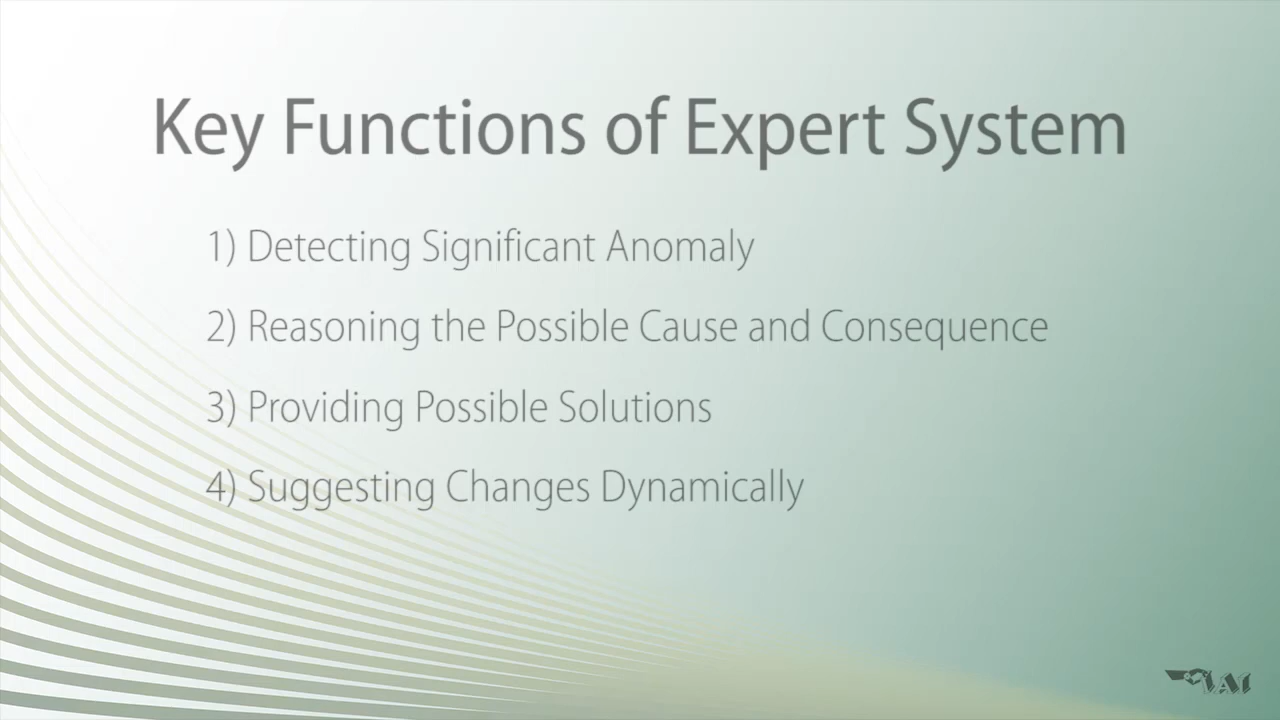 Key Functions of Expert System
1) Detecting Significant Anomaly
2) Reasoning the Possible Cause and Consequence
3) Providing Possible Solutions
4) Suggesting Changes Dynamically